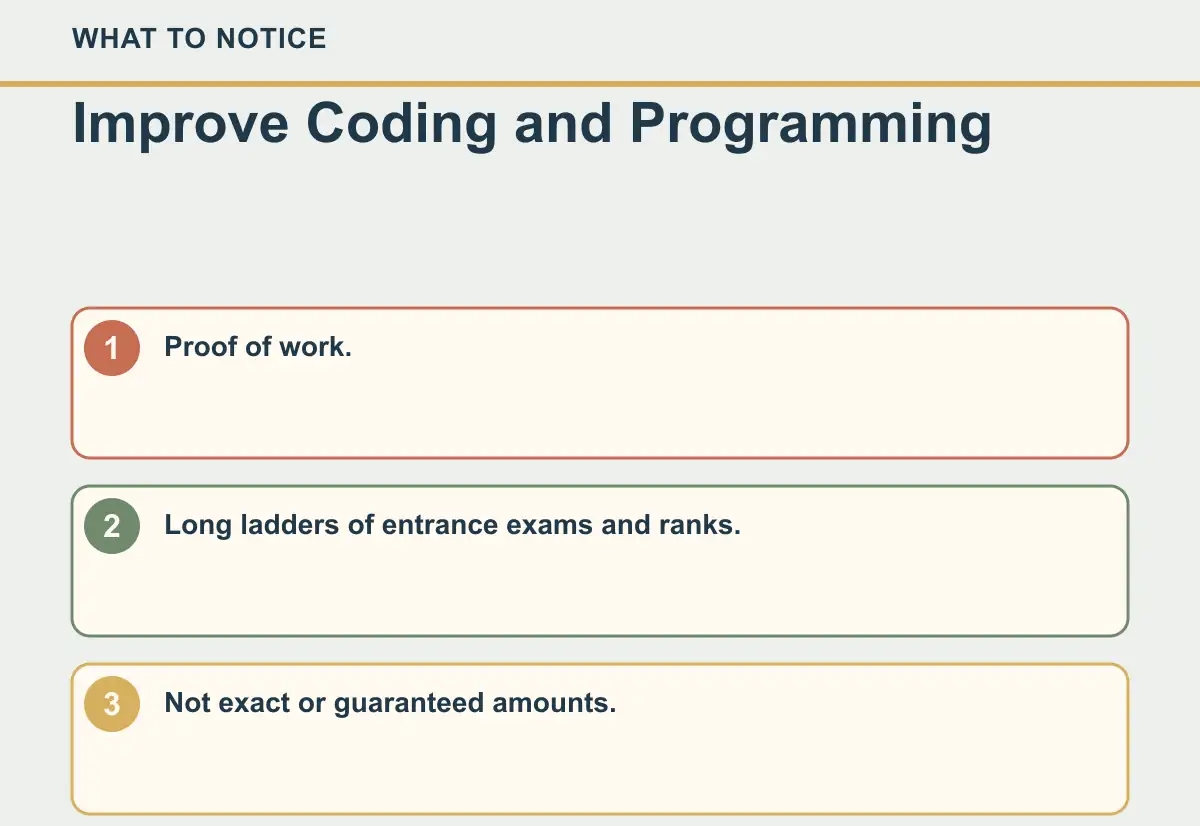 WHAT TO NOTICE
Improve Coding and Programming
1
Proof of work.
2
Long ladders of entrance exams and ranks.
3
Not exact or guaranteed amounts.